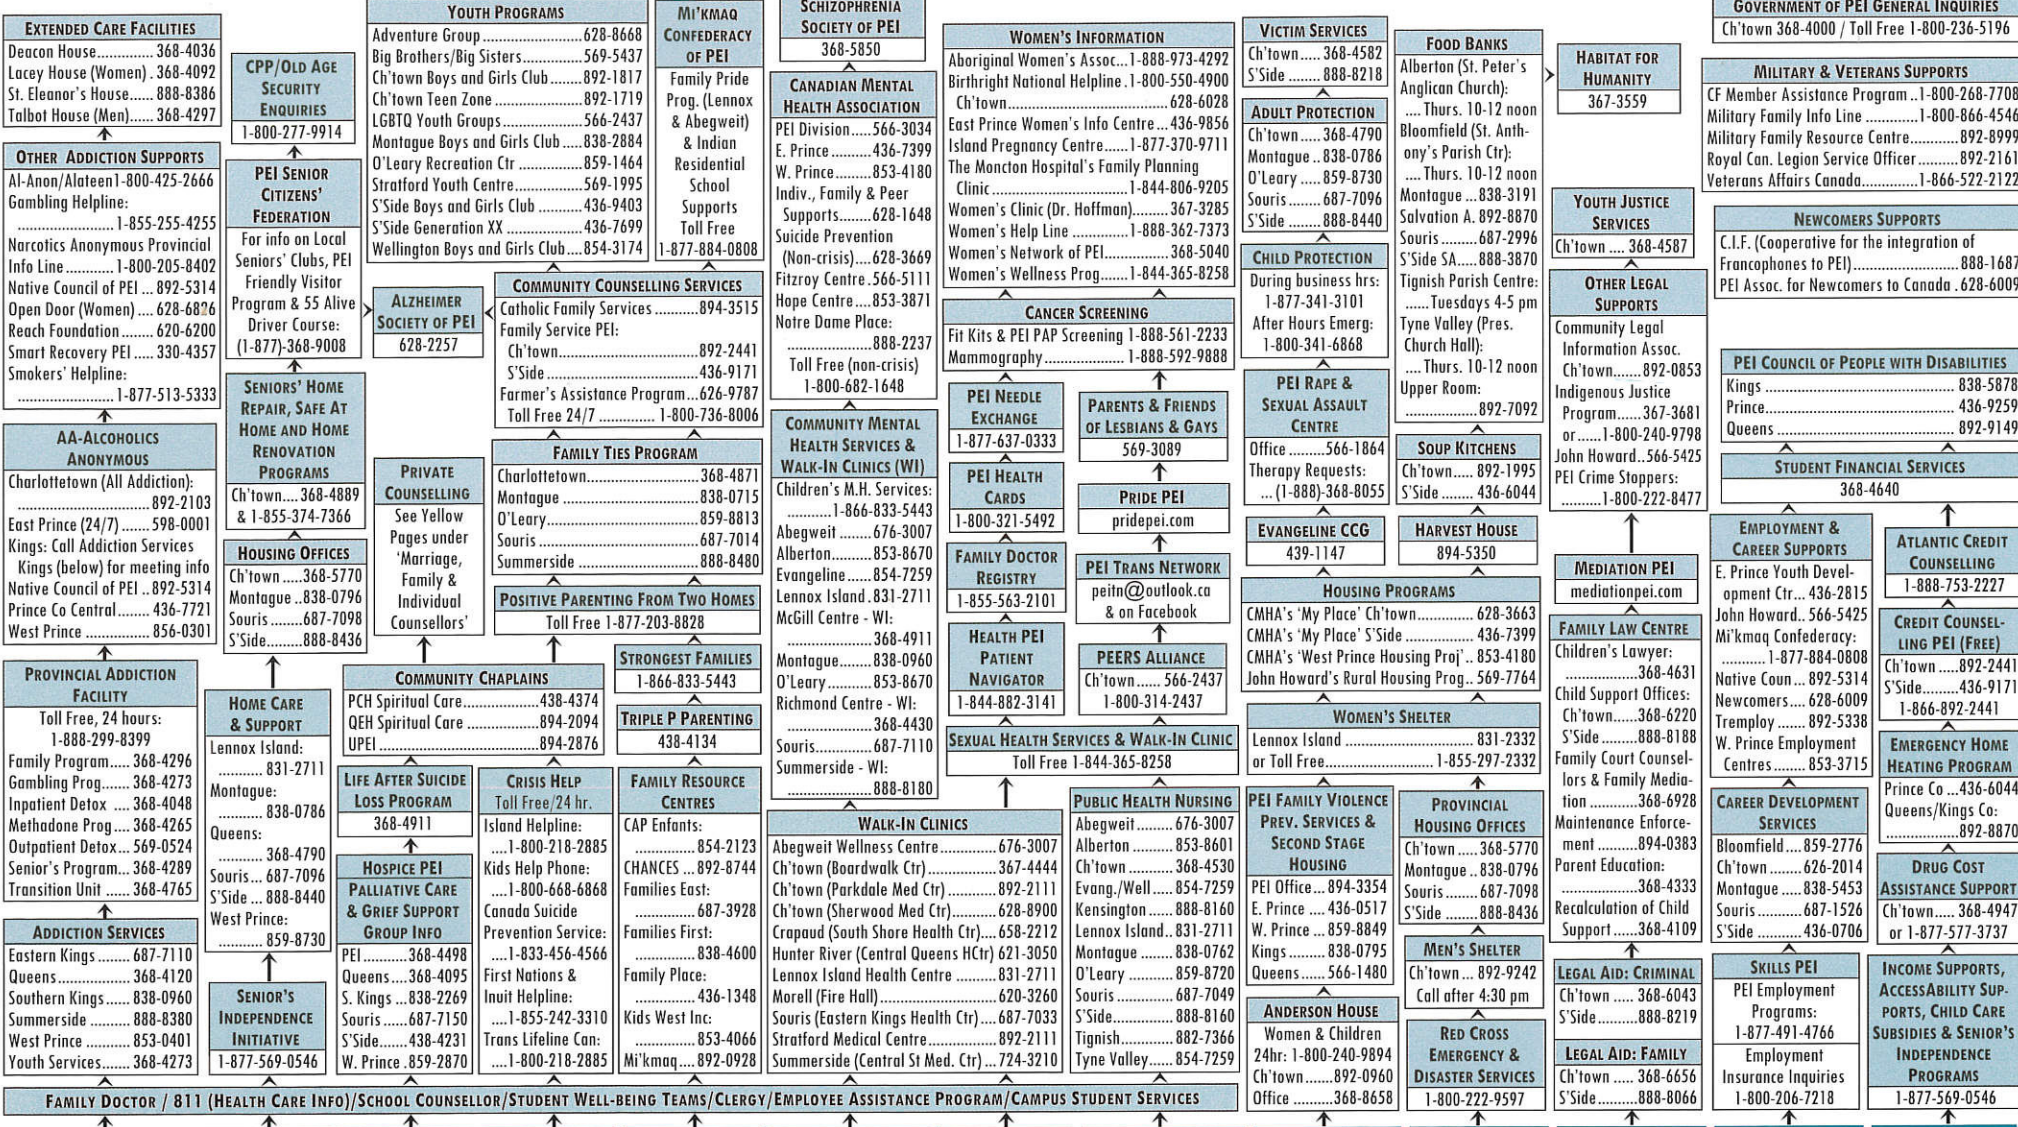 EXTENDED CARE FACILITIES
Deacon House............ 368-4036
Lacey House (Women) . 368-4092
St. Eleanor's House...... 888-8386
Talbot House (Men)...... 368-4297
OTHER ADDICTION SUPPORTS
Al-Anon/Alateen1-800-425-2666
Gambling Helpline:
..................... 1-855-255-4255
Narcotics Anonymous Provincial
Info Line........... 1-800-205-8402
Native Council of PEI ... 892-5314
Open Door (Women) .... 628-6826
Reach Foundation ......... 620-6200
Smart Recovery PEI ..... 330-4357
Smokers' Helpline:
..................... 1-877-513-5333
AA-ALCOHOLICS
ANONYMOUS
Charlottetown (All Addiction):
............................. 892-2103
East Prince (24/7) ....... 598-0001
Kings: Call Addiction Services
Kings (below) for meeting info
Native Council of PEI .. 892-5314
Prince Co Central........ 436-7721
West Prince ............... 856-0301
PROVINCIAL ADDICTION
FACILITY
Toll Free, 24 hours:
1-888-299-8399
Family Program..... 368-4296
Gambling Prog...... 368-4273
Inpatient Detox .... 368-4048
Methadone Prog.... 368-4265
Outpatient Detox... 569-0524
Senior's Program... 368-4289
Transition Unit ...... 368-4765
ADDICTION SERVICES
Eastern Kings ........ 687-7110
Queens................. 368-4120
Southern Kings...... 838-0960
Summerside .......... 888-8380
West Prince .......... 853-0401
Youth Services....... 368-4273
CPP/OLD AGE
SECURITY
ENQUIRIES
1-800-277-9914
PEI SENIOR
CITIZENS'
FEDERATION
For info on Local
Seniors' Clubs, PEI
Friendly Visitor
Program & 55 Alive
Driver Course:
(1-877)-368-9008
SENIORS' HOME
REPAIR, SAFE AT
HOME AND HOME
RENOVATION
PROGRAMS
Ch'town.... 368-4889
& 1-855-374-7366
HOUSING OFFICES
Ch'town .....368-5770
Montague ..838-0796
Souris ........687-7098
S'Side........888-8436
HOME CARE
& SUPPORT
Lennox Island:
.......... 831-2711
Montague:
.......... 838-0786
Queens:
.......... 368-4790
Souris ... 687-7096
S'Side ... 888-8440
West Prince:
.......... 859-8730
SENIOR'S
INDEPENDENCE
INITIATIVE
1-877-569-0546
YOUTH PROGRAMS
Adventure Group ....................628-8668
Big Brothers/Big Sisters.............569-5437
Ch'town Boys and Girls Club.......892-1817
Ch'town Teen Zone ...................892-1719
LGBTQ Youth Groups..................566-2437
Montague Boys and Girls Club .....838-2884
O'Leary Recreation Ctr ..............859-1464
Stratford Youth Centre...............569-1995
S'Side Boys and Girls Club ..........436-9403
S'Side Generation XX .................436-7699
Wellington Boys and Girls Club....854-3174
MI'KMAQ
CONFEDERACY
OF PEI
Family Pride
Prog. (Lennox
& Abegweit)
& Indian
Residential
School
Supports
Toll Free
1-877-884-0808
ALZHEIMER
SOCIETY OF PEI
628-2257
COMMUNITY COUNSELLING SERVICES
Catholic Family Services ..........894-3515
Family Service PEI:
Ch'town...............................892-2441
S'Side .................................436-9171
Farmer's Assistance Program...626-9787
Toll Free 24/7 ............ 1-800-736-8006
FAMILY TIES PROGRAM
Charlottetown.........................368-4871
Montague ..............................838-0715
O'Leary .................................859-8813
Souris ....................................687-7014
Summerside ..........................888-8480
PRIVATE
COUNSELLING
See Yellow
Pages under
'Marriage,
Family &
Individual
Counsellors'
POSITIVE PARENTING FROM TWO HOMES
Toll Free 1-877-203-8828
COMMUNITY CHAPLAINS
PCH Spiritual Care.............438-4374
QEH Spiritual Care ............894-2094
UPEI ................................894-2876
STRONGEST FAMILIES
1-866-833-5443
TRIPLE P PARENTING
438-4134
LIFE AFTER SUICIDE
LOSS PROGRAM
368-4911
HOSPICE PEI
PALLIATIVE CARE
& GRIEF SUPPORT
GROUP INFO
PEI..........368-4498
Queens....368-4095
S. Kings ...838-2269
Souris ......687-7150
S'Side......438-4231
W. Prince .859-2870
CRISIS HELP
Toll Free/24 hr.
Island Helpline:
....1-800-218-2885
Kids Help Phone:
....1-800-668-6868
Canada Suicide
Prevention Service:
....1-833-456-4566
First Nations &
Inuit Helpline:
....1-855-242-3310
Trans Lifeline Can:
....1-800-218-2885
FAMILY RESOURCE
CENTRES
CAP Enfants:
.............. 854-2123
CHANCES ... 892-8744
Families East:
.............. 687-3928
Families First:
.............. 838-4600
Family Place:
.............. 436-1348
Kids West Inc:
.............. 853-4066
Mi'kmaq.... 892-0928
SCHIZOPHRENIA
SOCIETY OF PEI
368-5850
CANADIAN MENTAL
HEALTH ASSOCIATION
PEI Division.....566-3034
E. Prince..........436-7399
W. Prince.........853-4180
Indiv., Family & Peer
Supports.......628-1648
Suicide Prevention
(Non-crisis)....628-3669
Fitzroy Centre.566-5111
Hope Centre....853-3871
Notre Dame Place:
....................888-2237
Toll Free (non-crisis)
1-800-682-1648
COMMUNITY MENTAL
HEALTH SERVICES &
WALK-IN CLINICS (WI)
Children's M.H. Services:
..........1-866-833-5443
Abegweit ........676-3007
Alberton..........853-8670
Evangeline......854-7259
Lennox Island.831-2711
McGill Centre - WI:
....................368-4911
Montague.......838-0960
O'Leary...........853-8670
Richmond Centre - WI:
....................368-4430
Souris.............687-7110
Summerside - WI:
....................888-8180
WALK-IN CLINICS
Abegweit Wellness Centre............676-3007
Ch'town (Boardwalk Ctr) .............367-4444
Ch'town (Parkdale Med Ctr) .........892-2111
Ch'town (Sherwood Med Ctr)........ 628-8900
Crapaud (South Shore Health Ctr).... 658-2212
Hunter River (Central Queens HCtr) 621-3050
Lennox Island Health Centre ........ 831-2711
Morell (Fire Hall)..................... 620-3260
Souris (Eastern Kings Health Ctr).... 687-7033
Stratford Medical Centre............. 892-2111
Summerside (Central St Med. Ctr) ... 724-3210
WOMEN'S INFORMATION
Aboriginal Women's Assoc...1-888-973-4292
Birthright National Helpline .1-800-550-4900
Ch'town............................... 628-6028
East Prince Women's Info Centre... 436-9856
Island Pregnancy Centre......1-877-370-9711
The Moncton Hospital's Family Planning
Clinic ..........................1-844-806-9205
Women's Clinic (Dr. Hoffman)......... 367-3285
Women's Help Line ............1-888-362-7373
Women's Network of PEI.............. 368-5040
Women's Wellness Prog......1-844-365-8258
CANCER SCREENING
Fit Kits & PEI PAP Screening 1-888-561-2233
Mammography................ 1-888-592-9888
PEI NEEDLE
EXCHANGE
1-877-637-0333
PEI HEALTH
CARDS
1-800-321-5492
FAMILY DOCTOR
REGISTRY
1-855-563-2101
HEALTH PEI
PATIENT
NAVIGATOR
1-844-882-3141
PARENTS & FRIENDS
OF LESBIANS & GAYS
569-3089
PRIDE PEI
pridepei.com
PEI TRANS NETWORK
peitn@outlook.ca
& on Facebook
PEERS ALLIANCE
Ch'town ...... 566-2437
1-800-314-2437
SEXUAL HEALTH SERVICES & WALK-IN CLINIC
Toll Free 1-844-365-8258
PUBLIC HEALTH NURSING
Abegweit......... 676-3007
Alberton .......... 853-8601
Ch'town ........... 368-4530
Evang./Well ..... 854-7259
Kensington ...... 888-8160
Lennox Island.. 831-2711
Montague ........ 838-0762
O'Leary ........... 859-8720
Souris ............. 687-7049
S'Side.............. 888-8160
Tignish............. 882-7366
Tyne Valley...... 854-7259
VICTIM SERVICES
Ch'town .... 368-4582
S'Side ....... 888-8218
ADULT PROTECTION
Ch'town.... 368-4790
Montague .. 838-0786
O'Leary ..... 859-8730
Souris........ 687-7096
S'Side........ 888-8440
CHILD PROTECTION
During business hrs:
1-877-341-3101
After Hours Emerg:
1-800-341-6868
PEI RAPE &
SEXUAL ASSAULT
CENTRE
Office .........566-1864
Therapy Requests:
... (1-888)-368-8055
EVANGELINE CCG
439-1147
FOOD BANKS
Alberton (St. Peter's
Anglican Church):
.... Thurs. 10-12 noon
Bloomfield (St. Anth-
ony's Parish Ctr):
.... Thurs. 10-12 noon
Montague ...838-3191
Salvation A. 892-8870
Souris.........687-2996
S'Side SA.....888-3870
Tignish Parish Centre:
......Tuesdays 4-5 pm
Tyne Valley (Pres.
Church Hall):
.... Thurs. 10-12 noon
Upper Room:
................892-7092
SOUP KITCHENS
Ch'town ..... 892-1995
S'Side ........ 436-6044
HARVEST HOUSE
894-5350
HOUSING PROGRAMS
CMHA's 'My Place' Ch'town............. 628-3663
CMHA's 'My Place' S'Side ............... 436-7399
CMHA's 'West Prince Housing Proj'.. 853-4180
John Howard's Rural Housing Prog.. 569-7764
WOMEN'S SHELTER
Lennox Island ........................ 831-2332
or Toll Free.....................1-855-297-2332
PEI FAMILY VIOLENCE
PREV. SERVICES &
SECOND STAGE
HOUSING
PEI Office... 894-3354
E. Prince .... 436-0517
W. Prince ... 859-8849
Kings ......... 838-0795
Queens...... 566-1480
ANDERSON HOUSE
Women & Children
24hr: 1-800-240-9894
Ch'town.......892-0960
Office ..........368-8658
PROVINCIAL
HOUSING OFFICES
Ch'town .....368-5770
Montague .. 838-0796
Souris ........687-7098
S'Side ........888-8436
MEN'S SHELTER
Ch'town ... 892-9242
Call after 4:30 pm
RED CROSS
EMERGENCY &
DISASTER SERVICES
1-800-222-9597
HABITAT FOR
HUMANITY
367-3559
YOUTH JUSTICE
SERVICES
Ch'town .... 368-4587
OTHER LEGAL
SUPPORTS
Community Legal
Information Assoc.
Ch'town......892-0853
Indigenous Justice
Program......367-3681
or......1-800-240-9798
John Howard..566-5425
PEI Crime Stoppers:
..........1-800-222-8477
MEDIATION PEI
mediationpei.com
FAMILY LAW CENTRE
Children's Lawyer:
.................368-4631
Child Support Offices:
Ch'town......368-6220
S'Side ........888-8188
Family Court Counsel-
lors & Family Media-
tion ...........368-6928
Maintenance Enforce-
ment ..........894-0383
Parent Education:
.................368-4333
Recalculation of Child
Support ......368-4109
LEGAL AID: CRIMINAL
Ch'town ..... 368-6043
S'Side.........888-8219
LEGAL AID: FAMILY
Ch'town ..... 368-6656
S'Side.........888-8066
GOVERNMENT OF PEI GENERAL INQUIRIES
Ch'town 368-4000 / Toll Free 1-800-236-5196
MILITARY & VETERANS SUPPORTS
CF Member Assistance Program ..1-800-268-7708
Military Family Info Line ...........1-800-866-4546
Military Family Resource Centre..........892-8999
Royal Can. Legion Service Officer..........892-2161
Veterans Affairs Canada............1-866-522-2122
NEWCOMERS SUPPORTS
C.I.F. (Cooperative for the integration of
Francophones to PEI)....................... 888-1687
PEI Assoc. for Newcomers to Canada .628-6009
PEI COUNCIL OF PEOPLE WITH DISABILITIES
Kings ......................................... 838-5878
Prince......................................... 436-9259
Queens ...................................... 892-9149
STUDENT FINANCIAL SERVICES
368-4640
EMPLOYMENT &
CAREER SUPPORTS
E. Prince Youth Devel-
opment Ctr... 436-2815
John Howard.. 566-5425
Mi'kmaq Confederacy:
........... 1-877-884-0808
Native Coun ... 892-5314
Newcomers.... 628-6009
Tremploy ...... 892-5338
W. Prince Employment
Centres........ 853-3715
CAREER DEVELOPMENT
SERVICES
Bloomfield ....859-2776
Ch'town ........626-2014
Montague .....838-5453
Souris...........687-1526
S'Side ..........436-0706
SKILLS PEI
PEI Employment
Programs:
1-877-491-4766
Employment
Insurance Inquiries
1-800-206-7218
ATLANTIC CREDIT
COUNSELLING
1-888-753-2227
CREDIT COUNSEL-
LING PEI (FREE)
Ch'town .....892-2441
S'Side........436-9171
1-866-892-2441
EMERGENCY HOME
HEATING PROGRAM
Prince Co ...436-6044
Queens/Kings Co:
................892-8870
DRUG COST
ASSISTANCE SUPPORT
Ch'town..... 368-4947
or 1-877-577-3737
INCOME SUPPORTS,
ACCESSABILITY SUP-
PORTS, CHILD CARE
SUBSIDIES & SENIOR'S
INDEPENDENCE
PROGRAMS
1-877-569-0546
FAMILY DOCTOR / 811 (HEALTH CARE INFO)/SCHOOL COUNSELLOR/STUDENT WELL-BEING TEAMS/CLERGY/EMPLOYEE ASSISTANCE PROGRAM/CAMPUS STUDENT SERVICES